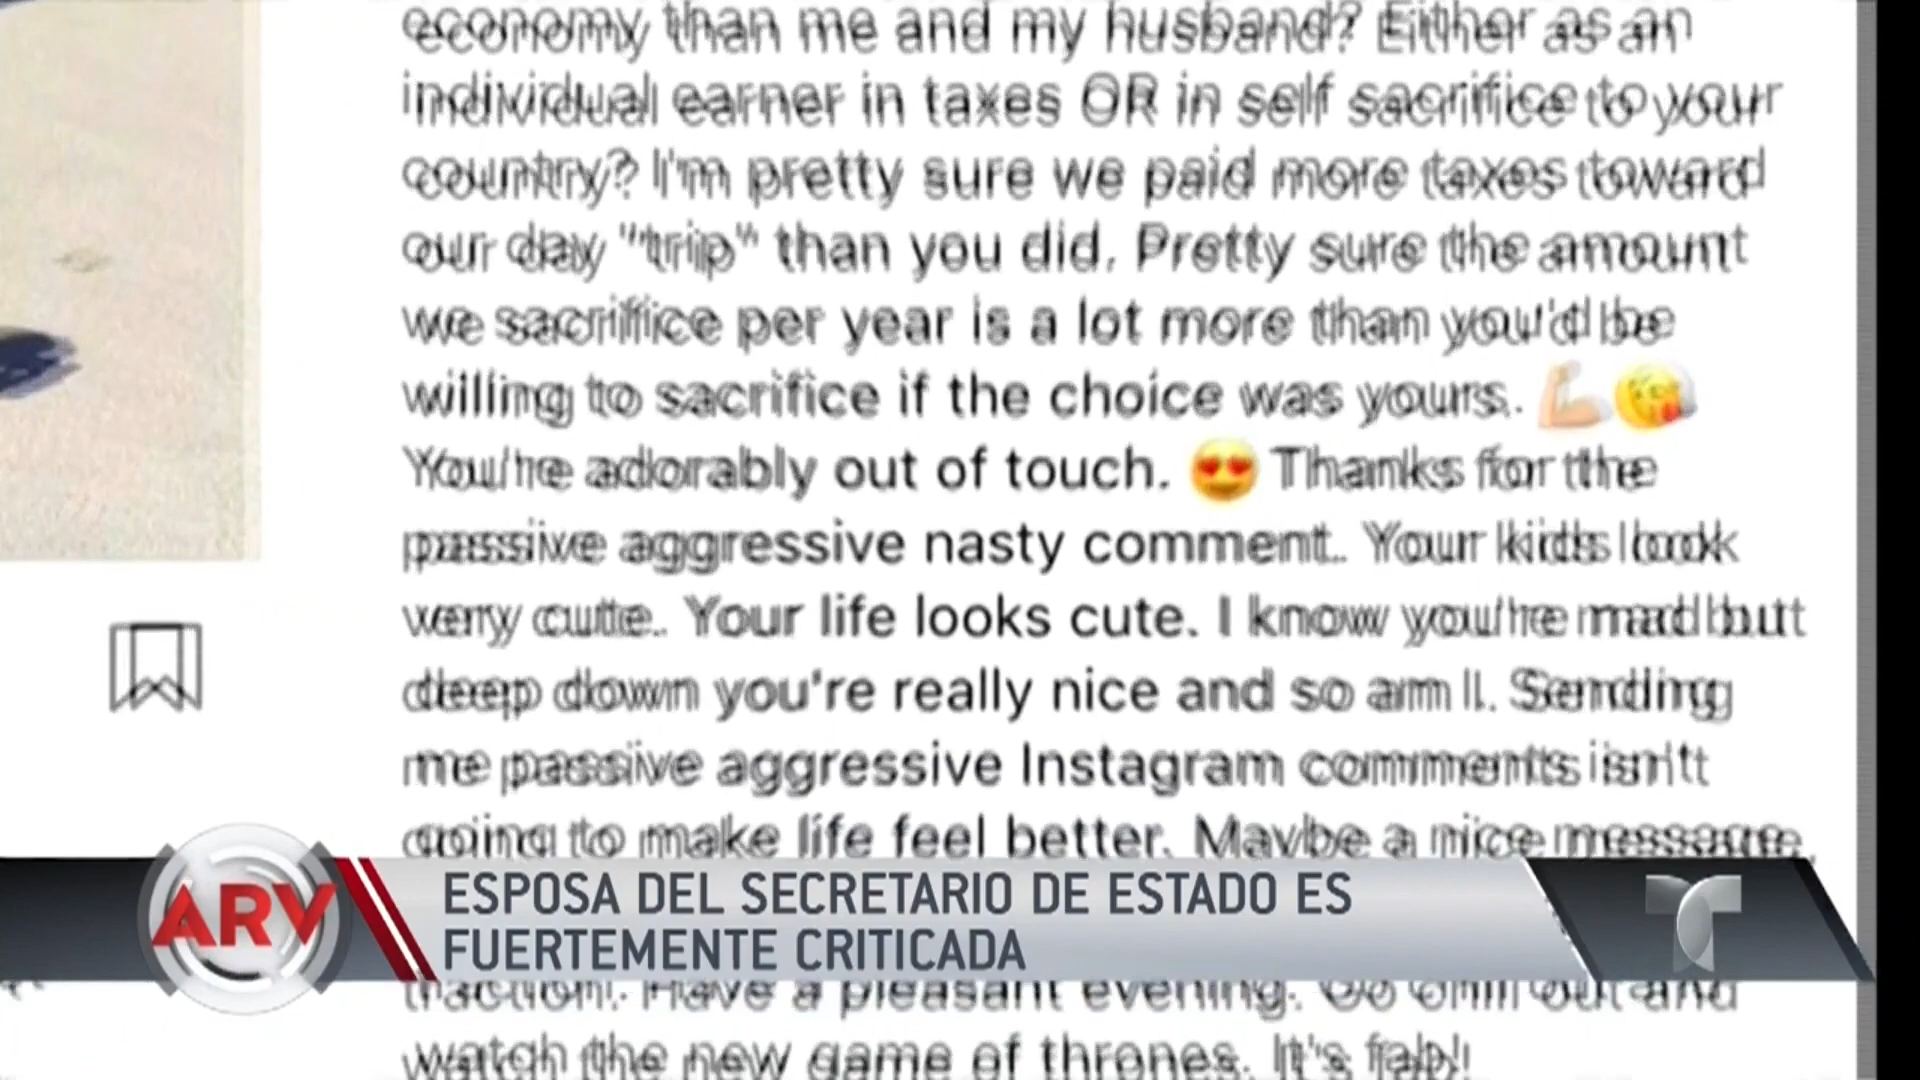 economy than me and my husband? Either as an
individual earner in taxes OR in self sacrifice to your
country? I'm pretty sure we paid more taxes toward
our day "trip" than you did. Pretty sure the amount
we sacrifice per year is a lot more than you'd be
willing to sacrifice if the choice was yours. 💪🏼😘
You're adorably out of touch. 😍 Thanks for the
passive aggressive nasty comment. Your kids look
very cute. Your life looks cute. I know you're mad but
deep down you're really nice and so am I. Sending
me passive aggressive Instagram comments isn't
going to make life feel better. Maybe a nice message,
ARV
ESPOSA DEL SECRETARIO DE ESTADO ES
FUERTEMENTE CRITICADA
traction. Have a pleasant evening. Go chill out and
watch the new game of thrones. It's fab!